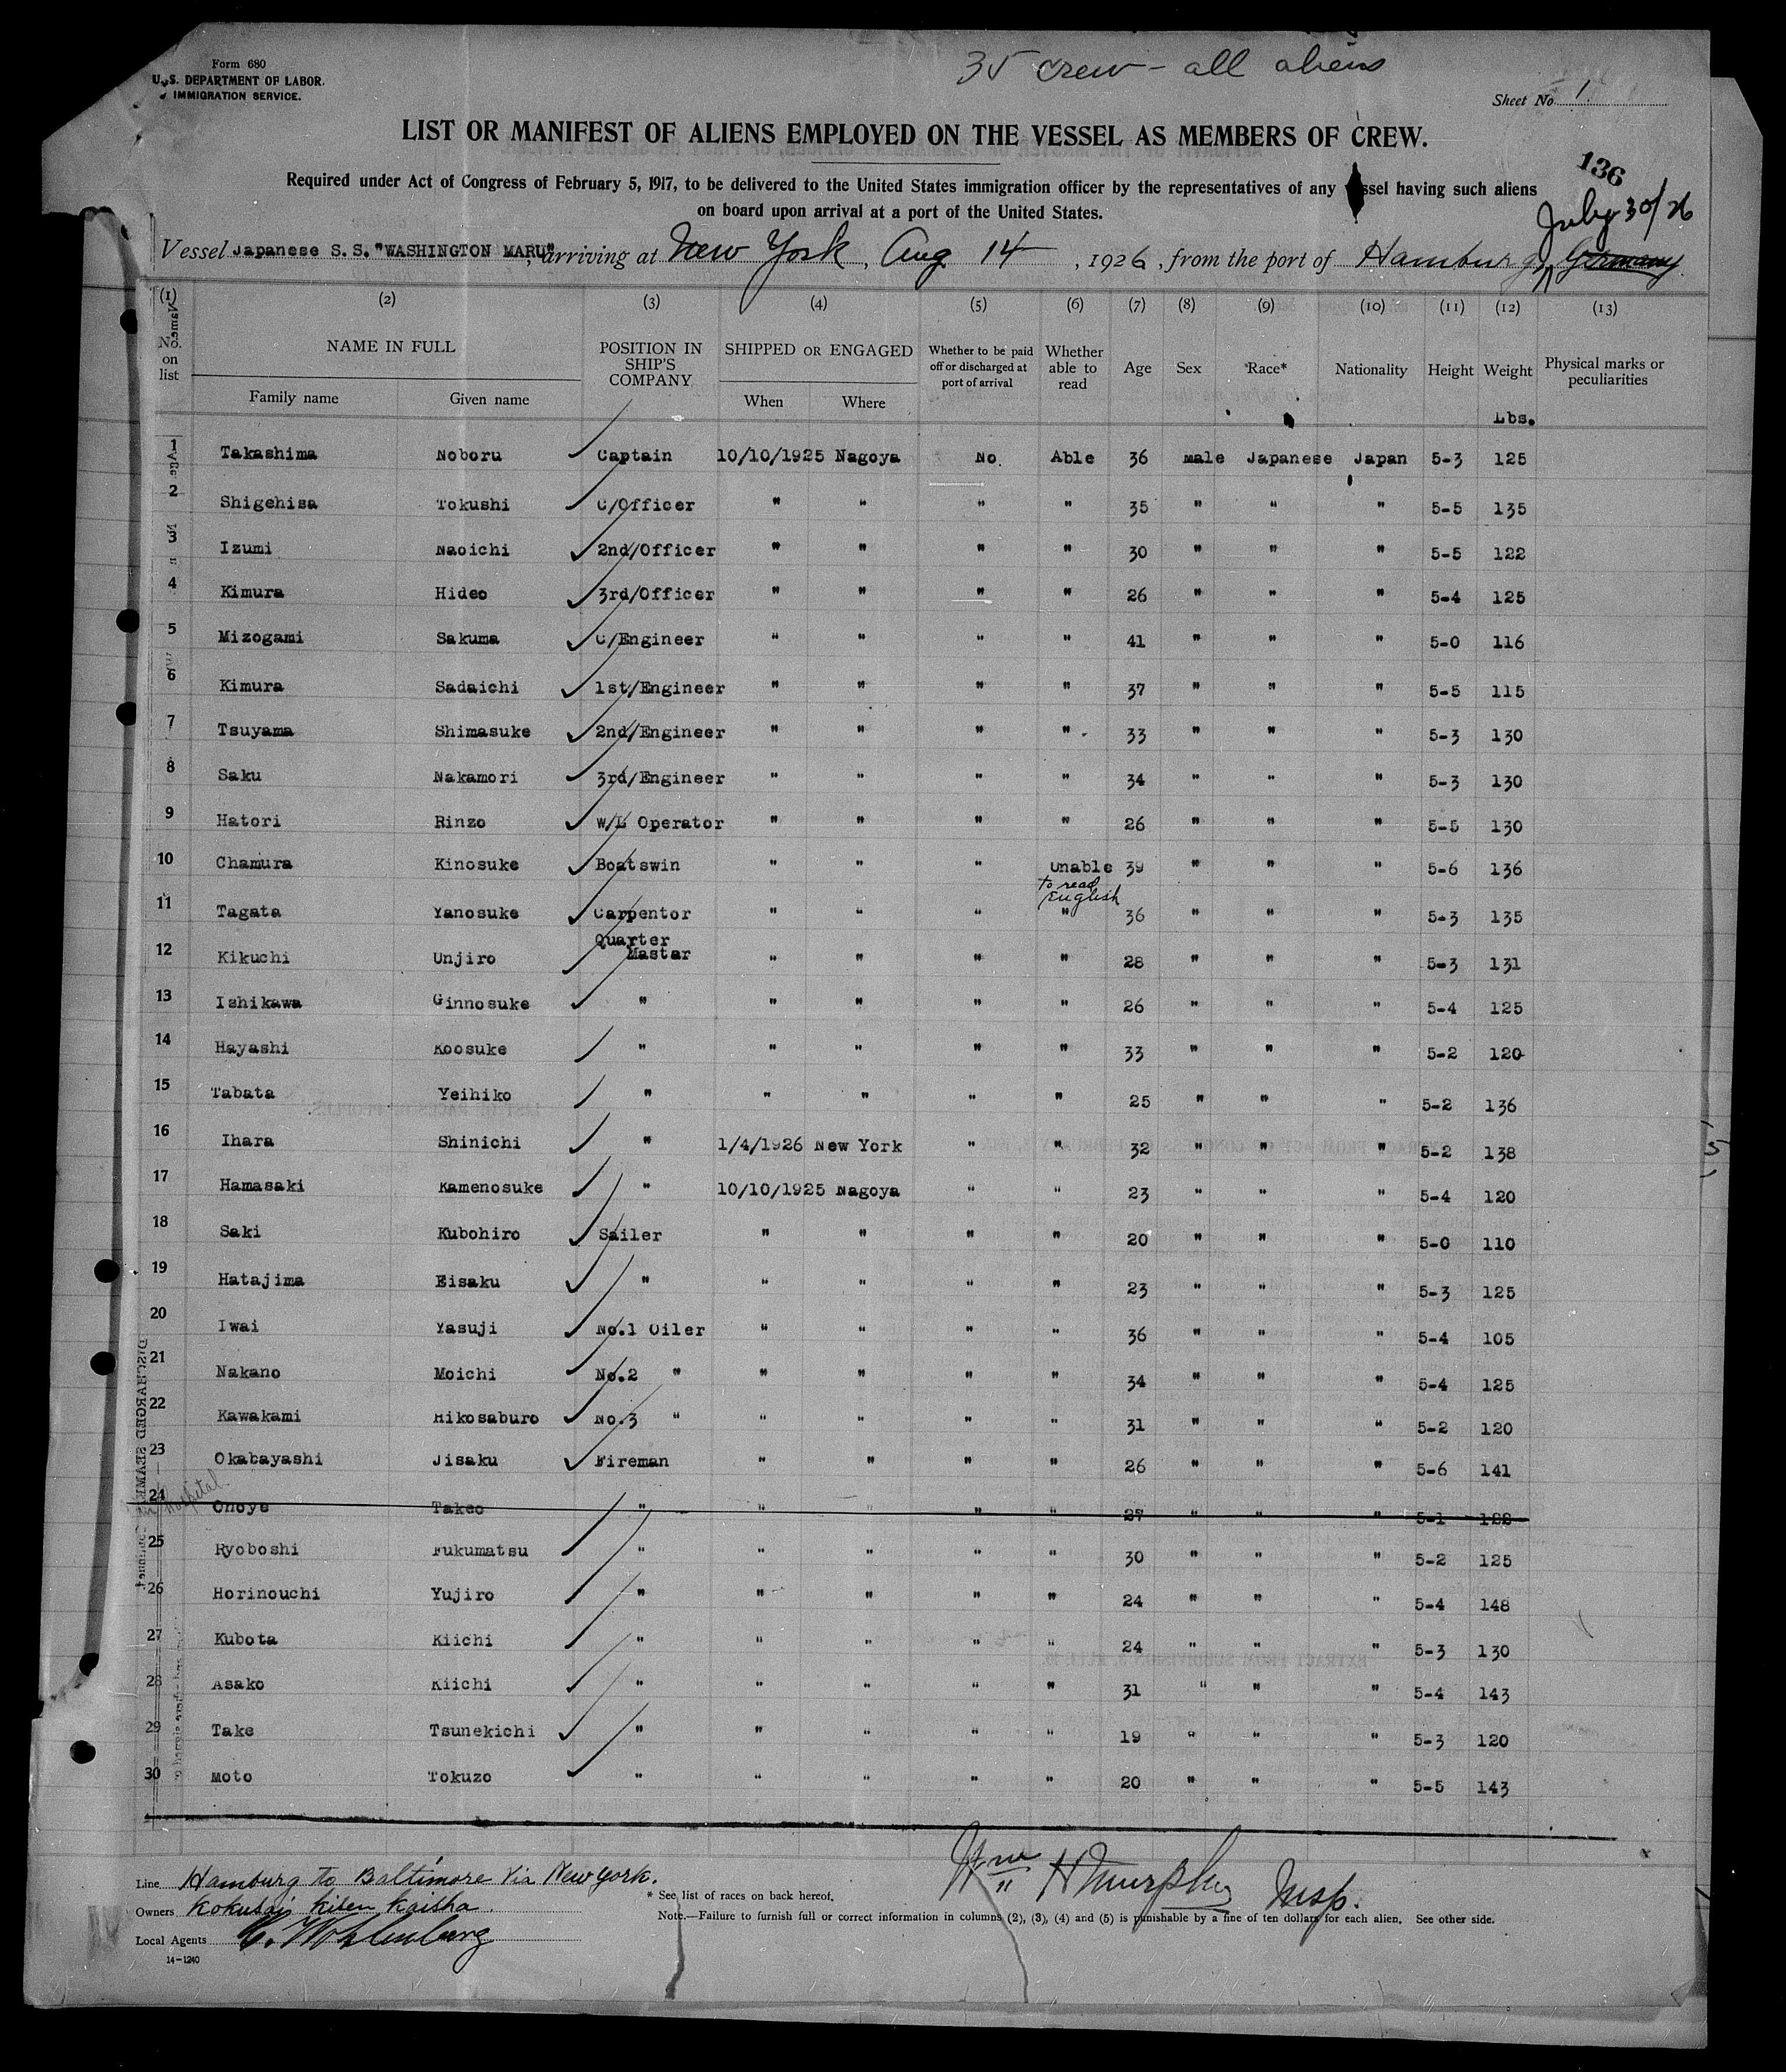 35 crew - all aliens
Form 680
U. S. DEPARTMENT OF LABOR.
IMMIGRATION SERVICE.
Sheet No. 1
LIST OR MANIFEST OF ALIENS EMPLOYED ON THE VESSEL AS MEMBERS OF CREW.
136
Required under Act of Congress of February 5, 1917, to be delivered to the United States immigration officer by the representatives of any vessel having such aliens
on board upon arrival at a port of the United States.
July 30/26
Vessel Japanese S.S. "WASHINGTON MARU", arriving at New York, Aug 14, 1926, from the port of Hamburg, Germany
(1) (2) (3) (4) (5) (6) (7) (8) (9) (10) (11) (12) (13)
No. on list NAME IN FULL Family name Given name POSITION IN SHIP'S COMPANY SHIPPED OR ENGAGED When Where Whether to be paid off or discharged at port of arrival Whether able to read Age Sex Race* Nationality Height Weight Physical marks or peculiarities
Lbs.
1 Takashima Noboru Captain 10/10/1925 Nagoya No. Able 36 Male Japanese Japan 5-3 125
2 Shigehisa Tokushi C/Officer " " " " 35 " " " 5-5 135
3 Izumi Naoichi 2nd/Officer " " " " 30 " " " 5-5 122
4 Kimura Hideo 3rd/Officer " " " " 26 " " " 5-4 125
5 Mizogami Sakuma C/Engineer " " " " 41 " " " 5-0 116
6 Kimura Sadaichi 1st/Engineer " " " " 37 " " " 5-5 115
7 Tsuyama Shimasuke 2nd/Engineer " " " " 33 " " " 5-3 130
8 Saku Nakamori 3rd/Engineer " " " " 34 " " " 5-3 130
9 Hatori Rinzo W/L Operator " " " " 26 " " " 5-5 130
10 Chamura Kinosuke Boatswin " " " Unable to read English 39 " " " 5-6 136
11 Tagata Yanosuke Carpentor " " " " 36 " " " 5-3 135
12 Kikuchi Unjiro Quarter Mastar " " " " 28 " " " 5-3 131
13 Ishikawa Ginnosuke " " " " " 26 " " " 5-4 125
14 Hayashi Koosuke " " " " " 33 " " " 5-2 120
15 Tabata Yeihiko " " " " " 25 " " " 5-2 136
16 Ihara Shinichi " 1/4/1926 New York " " 32 " " " 5-2 138
17 Hamasaki Kamenosuke " 10/10/1925 Nagoya " " 23 " " " 5-4 120
18 Saki Kubohiro Sailer " " " " 20 " " " 5-0 110
19 Hatajima Eisaku " " " " " 23 " " " 5-3 125
20 Iwai Yasuji No.1 Oiler " " " " 36 " " " 5-4 105
21 Nakano Moichi No.2 " " " " " 34 " " " 5-4 125
22 Kawakami Hikosaburo No.3 " " " " " 31 " " " 5-2 120
23 Okabayashi Jisaku Fireman " " " " 26 " " " 5-6 141
in Hospital
24 Onoye Takeo " " " " " 27 " " " 5-1 122
25 Ryoboshi Fukumatsu " " " " " 30 " " " 5-2 125
26 Horinouchi Yujiro " " " " " 24 " " " 5-4 148
27 Kubota Kiichi " " " " " 24 " " " 5-3 130
28 Asako Kiichi " " " " " 31 " " " 5-4 143
29 Take Tsunekichi " " " " " 19 " " " 5-3 120
30 Moto Tokuzo " " " " " 20 " " " 5-5 143
Line Hamburg to Baltimore Via New York.
Wm H Murphy Insp.
Owners Kokusai Kisen Kaisha.
* See list of races on back hereof.
Note.—Failure to furnish full or correct information in columns (2), (3), (4) and (5) is punishable by a fine of ten dollars for each alien. See other side.
Local Agents
14-1240